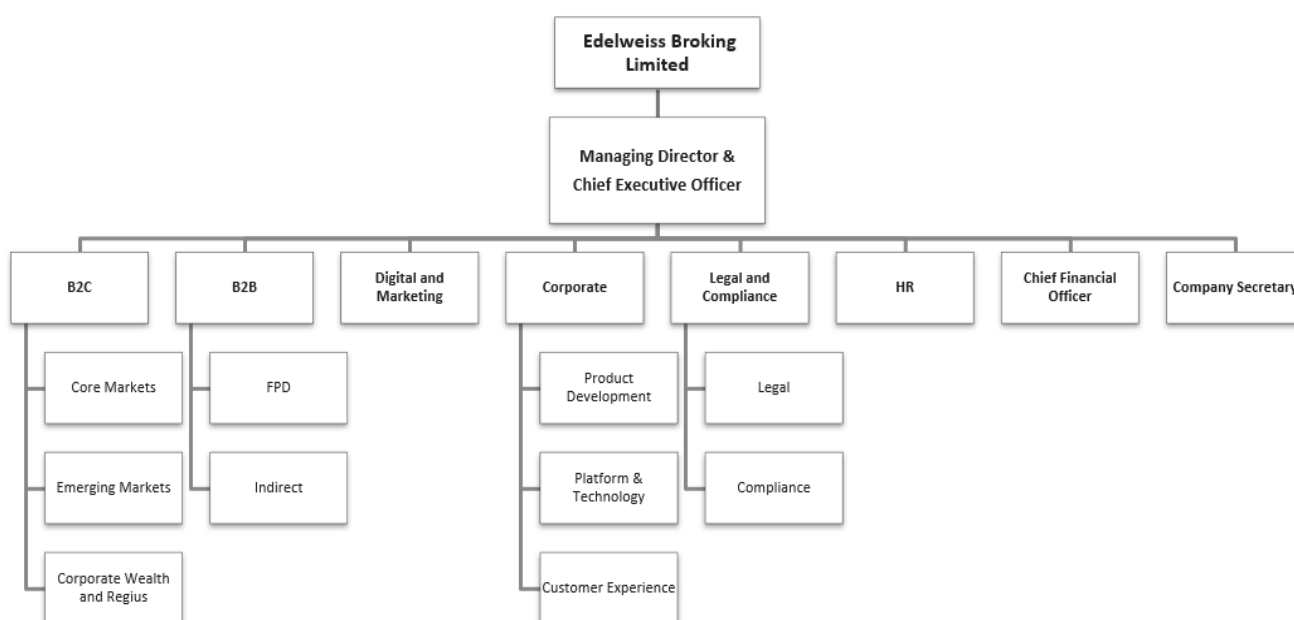 Edelweiss Broking
Limited
Managing Director &
Chief Executive Officer
B2C
B2B
Digital and
Marketing
Corporate
Legal and
Compliance
HR
Chief Financial
Officer
Company Secretary
Core Markets
FPD
Product
Development
Legal
Emerging Markets
Indirect
Platform &
Technology
Compliance
Corporate Wealth
and Regius
Customer Experience